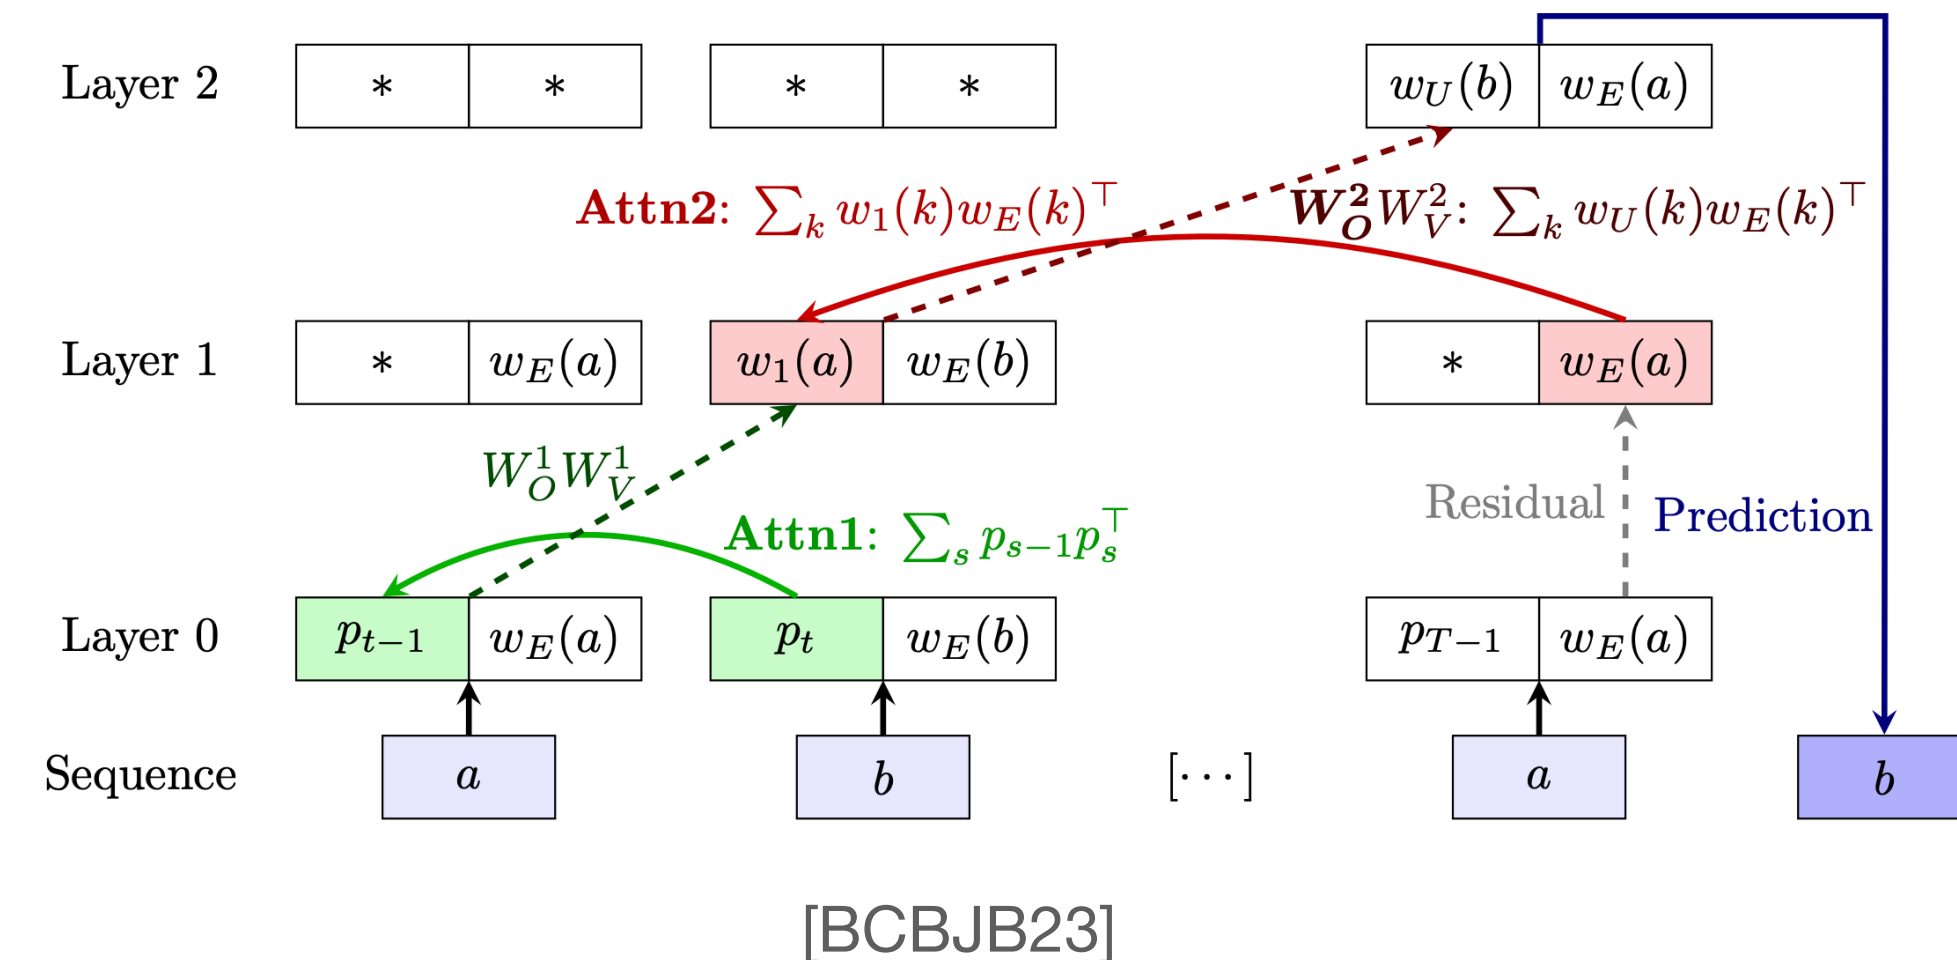 Layer 2 * * * * w_U(b) w_E(a)
Attn2: ∑_k w_1(k)w_E(k)^⊤ W_O^2 W_V^2: ∑_k w_U(k)w_E(k)^⊤
Layer 1 * w_E(a) w_1(a) w_E(b) * w_E(a)
W_O^1 W_V^1
Residual Prediction
Attn1: ∑_s p_{s−1}p_s^⊤
Layer 0 p_{t−1} w_E(a) p_t w_E(b) p_{T−1} w_E(a)
Sequence a b [⋯] a b
[BCBJB23]